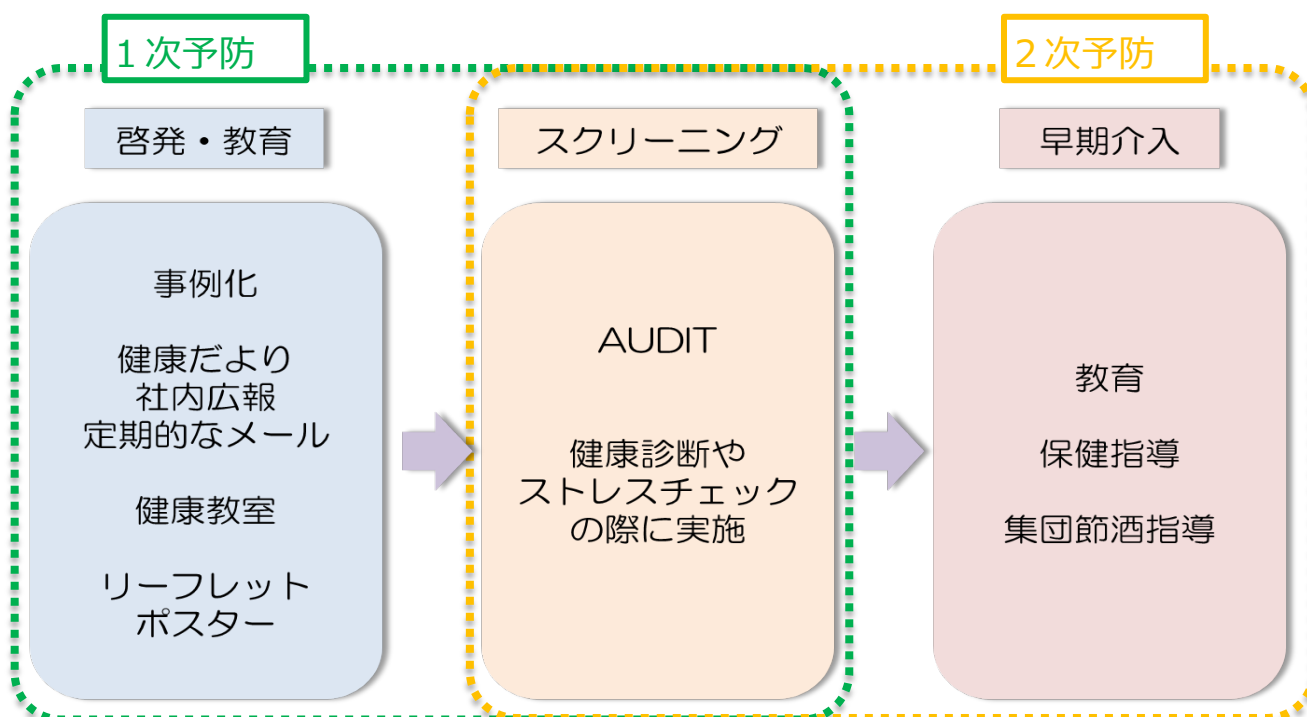 1次予防
2次予防
啓発・教育
スクリーニング
早期介入
事例化
健康だより
社内広報
定期的なメール
健康教室
リーフレット
ポスター
AUDIT
健康診断や
ストレスチェック
の際に実施
教育
保健指導
集団節酒指導